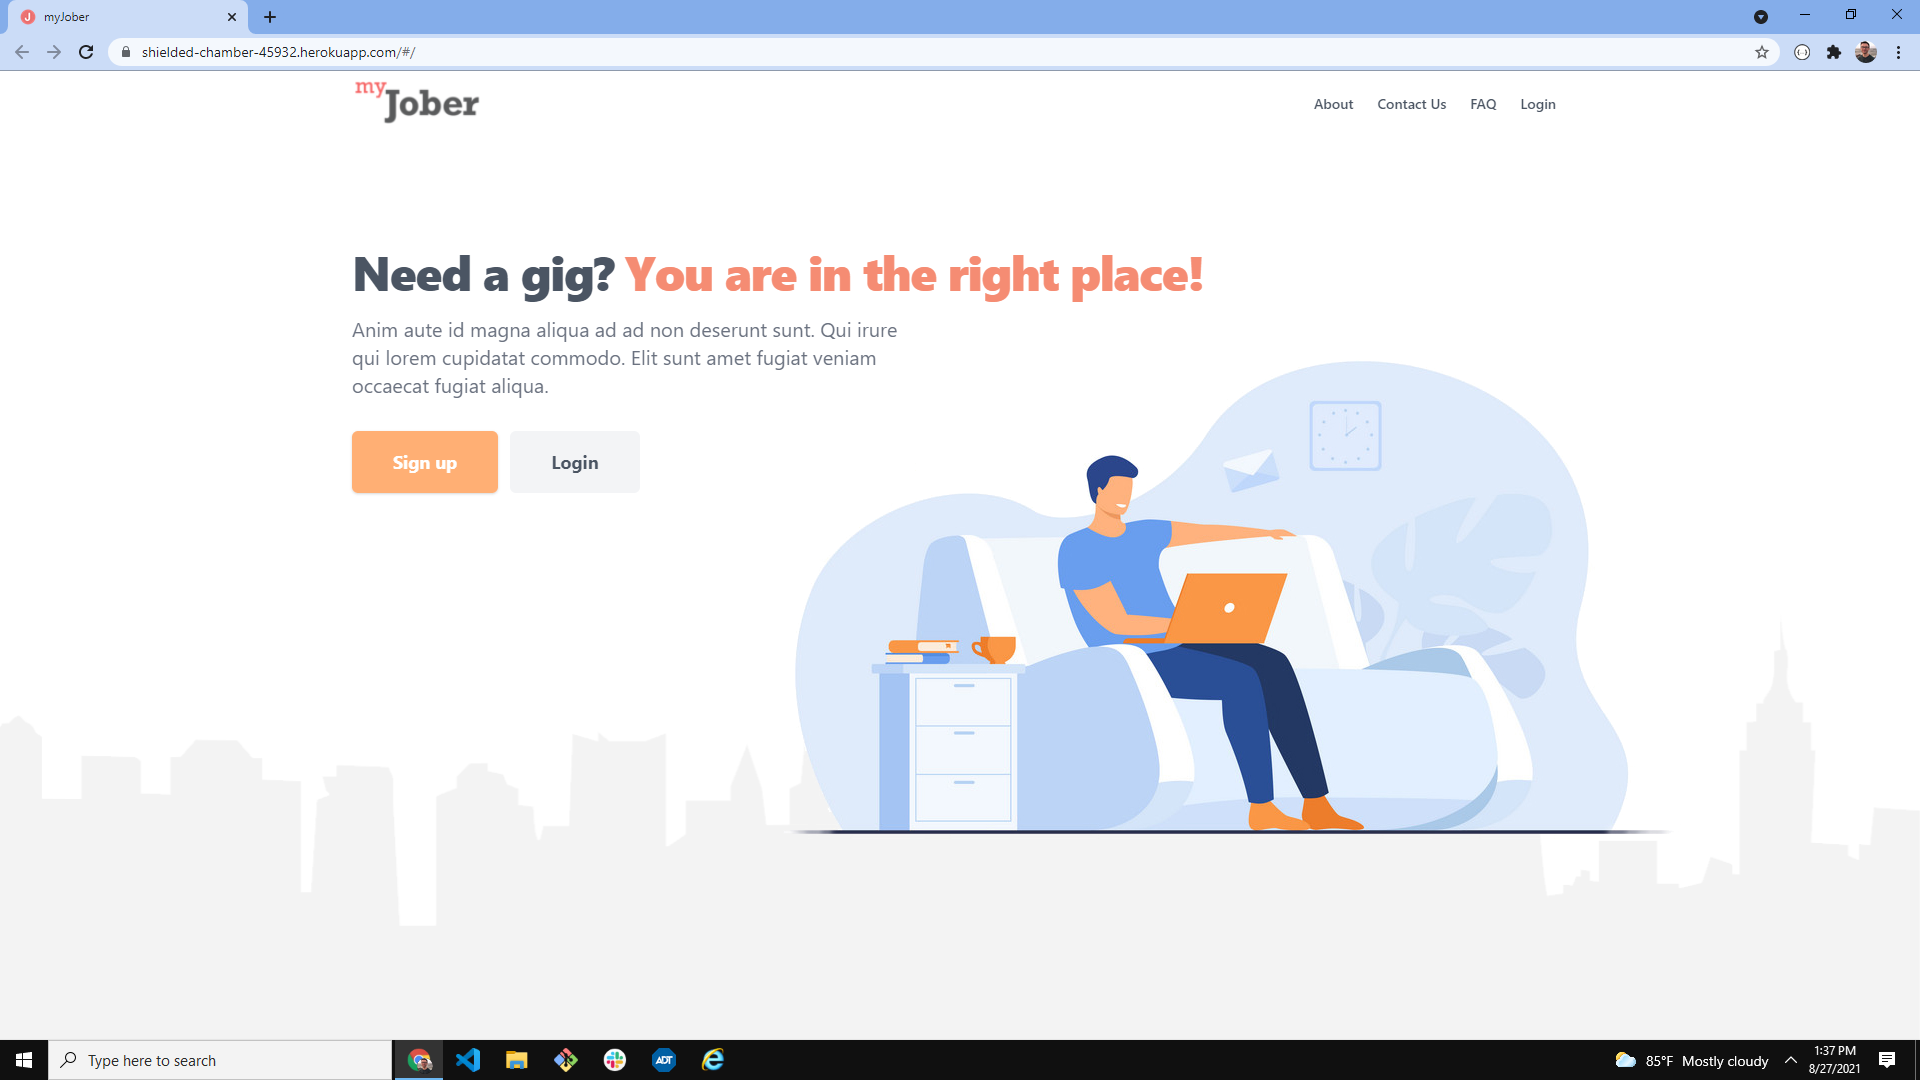 myJober
shielded-chamber-45932.herokuapp.com/#/
my
Jober
About Contact Us FAQ Login
Need a gig? You are in the right place!
Anim aute id magna aliqua ad ad non deserunt sunt. Qui irure
qui lorem cupidatat commodo. Elit sunt amet fugiat veniam
occaecat fugiat aliqua.
Sign up Login
Type here to search
ADT
85°F Mostly cloudy
1:37 PM
8/27/2021